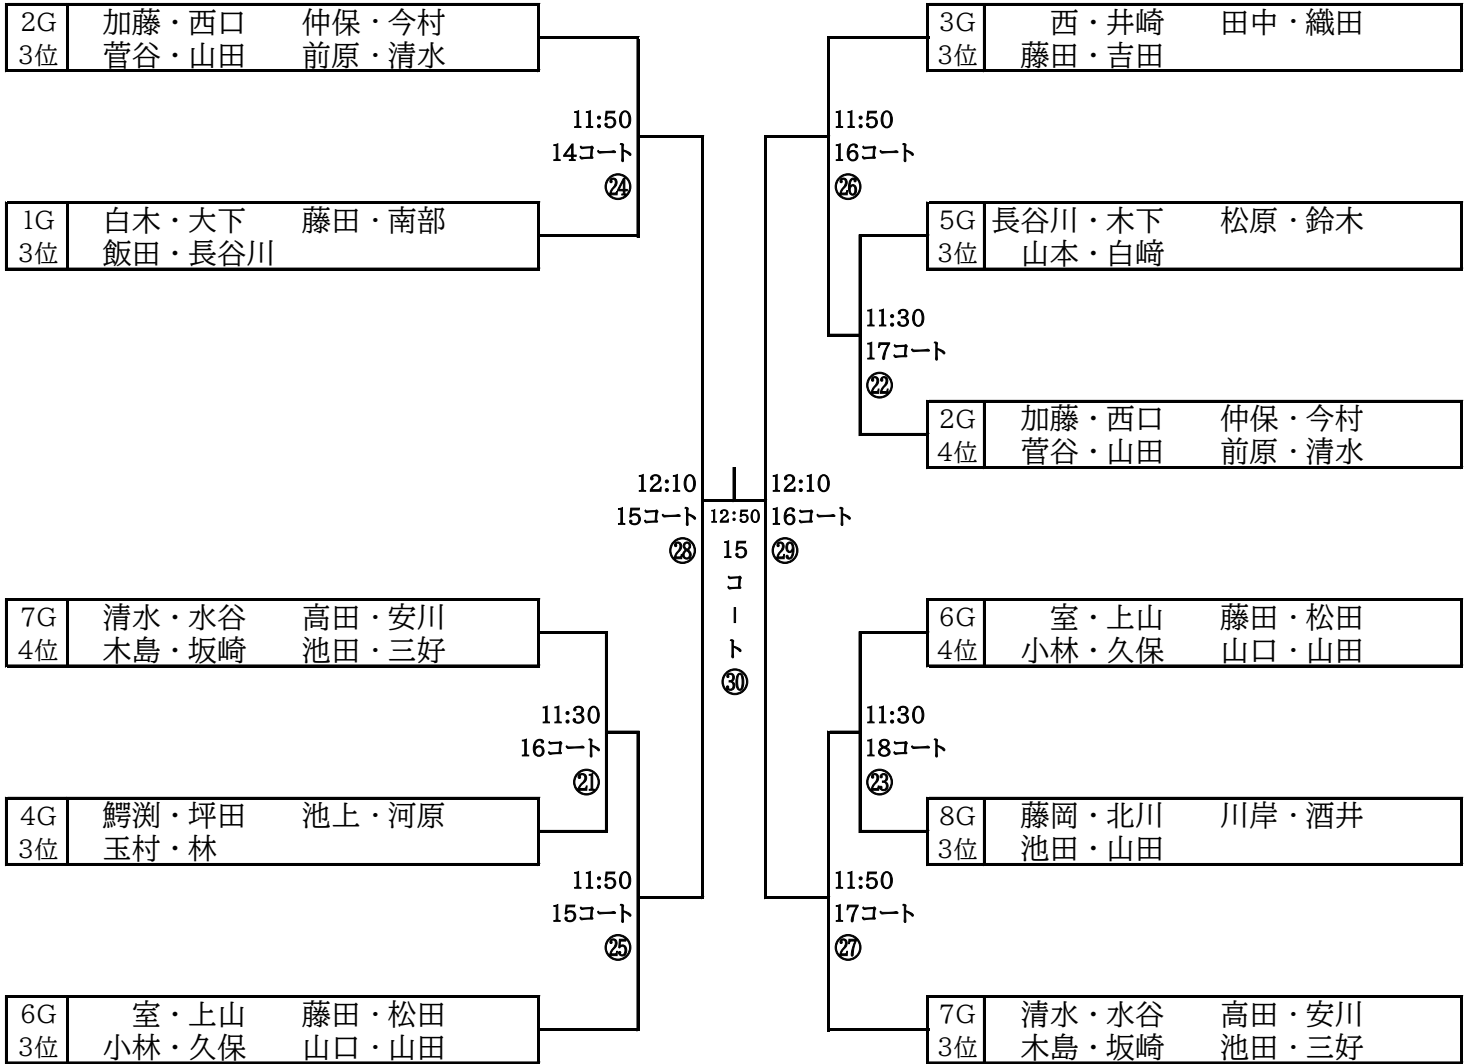 2G 加藤・西口 仲保・今村
3位 菅谷・山田 前原・清水
11:50
14コート
㉔
1G 白木・大下 藤田・南部
3位 飯田・長谷川
7G 清水・水谷 高田・安川
4位 木島・坂崎 池田・三好
11:30
16コート
㉑
4G 鰐渕・坪田 池上・河原
3位 玉村・林
11:50
15コート
㉕
6G 室・上山 藤田・松田
3位 小林・久保 山口・山田
12:10
15コート
㉘
12:50
15
コ
ー
ト
㉚
12:10
16コート
㉙
3G 西・井崎 田中・織田
3位 藤田・吉田
11:50
16コート
㉖
5G 長谷川・木下 松原・鈴木
3位 山本・白﨑
11:30
17コート
㉒
2G 加藤・西口 仲保・今村
4位 菅谷・山田 前原・清水
6G 室・上山 藤田・松田
4位 小林・久保 山口・山田
11:30
18コート
㉓
8G 藤岡・北川 川岸・酒井
3位 池田・山田
11:50
17コート
㉗
7G 清水・水谷 高田・安川
3位 木島・坂崎 池田・三好